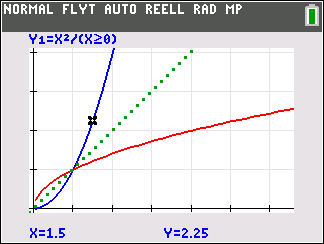 NORMAL FLYT AUTO REELL RAD MP
Y1=X²/(X≥0)
X=1.5 Y=2.25